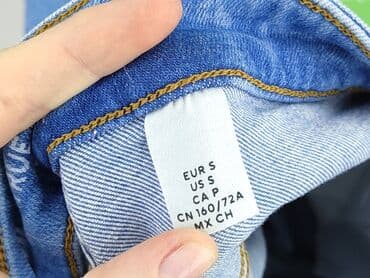 EUR S
US S
CA P
CN 160/72A
MX CH